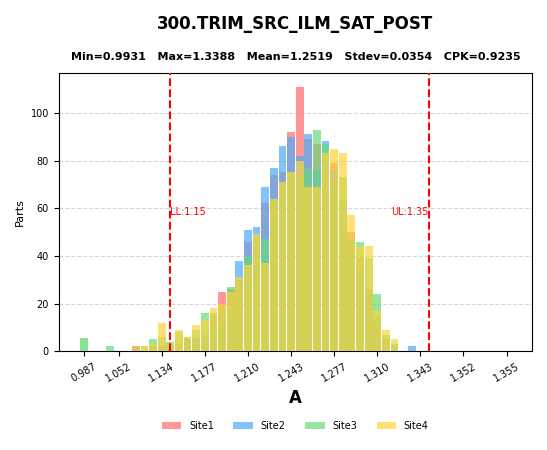 300.TRIM_SRC_ILM_SAT_POST
Min=0.9931 Max=1.3388 Mean=1.2519 Stdev=0.0354 CPK=0.9235
100
80
60
40
20
0
Parts
LL:1.15
UL:1.35
0.987 1.052 1.134 1.177 1.210 1.243 1.277 1.310 1.343 1.352 1.355
A
Site1 Site2 Site3 Site4